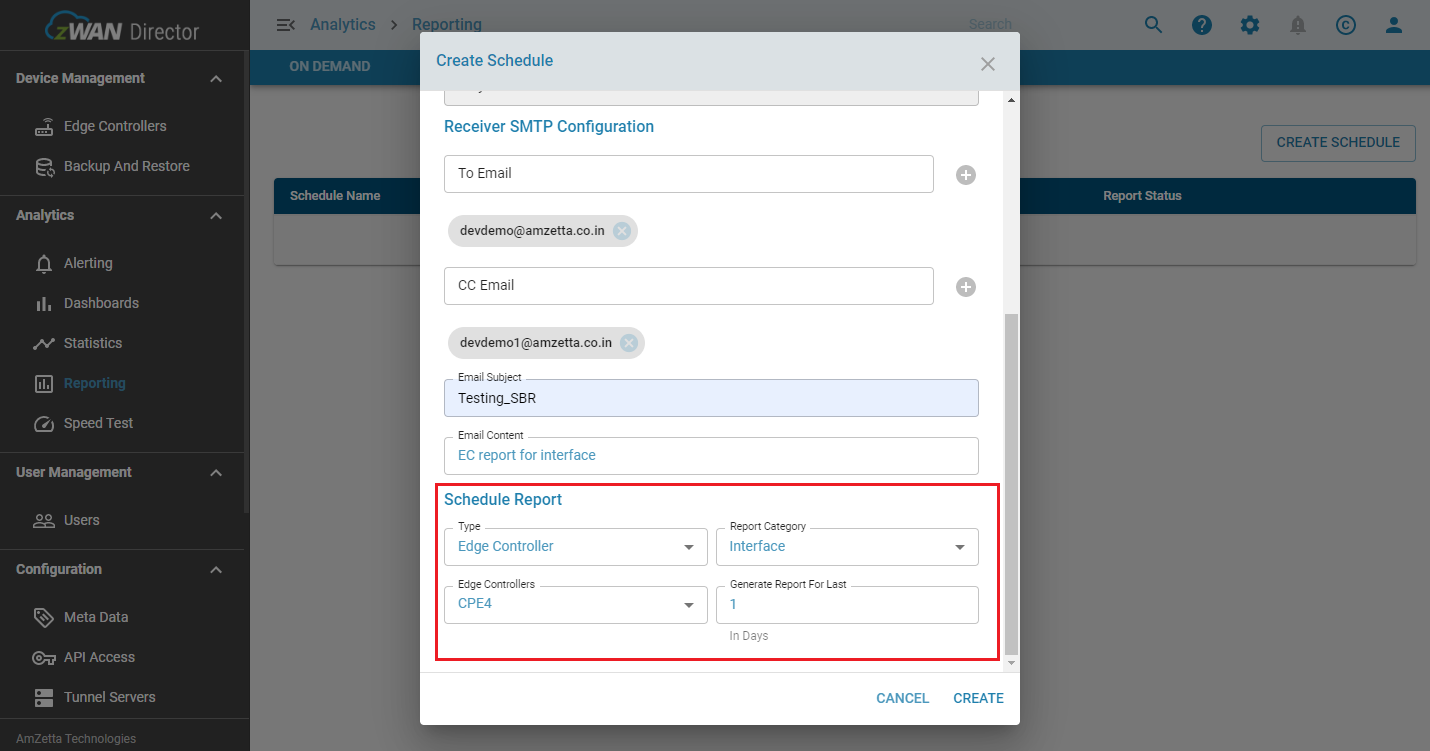 zWAN Director
Analytics > Reporting
Search
Device Management
Edge Controllers
Backup And Restore
Analytics
Alerting
Dashboards
Statistics
Reporting
Speed Test
User Management
Users
Configuration
Meta Data
API Access
Tunnel Servers
AmZetta Technologies
ON DEMAND
CREATE SCHEDULE
Schedule Name
Report Status
Create Schedule
Receiver SMTP Configuration
To Email
devdemo@amzetta.co.in
CC Email
devdemo1@amzetta.co.in
Email Subject
Testing_SBR
Email Content
EC report for interface
Schedule Report
Type
Edge Controller
Report Category
Interface
Edge Controllers
CPE4
Generate Report For Last
1
In Days
CANCEL
CREATE